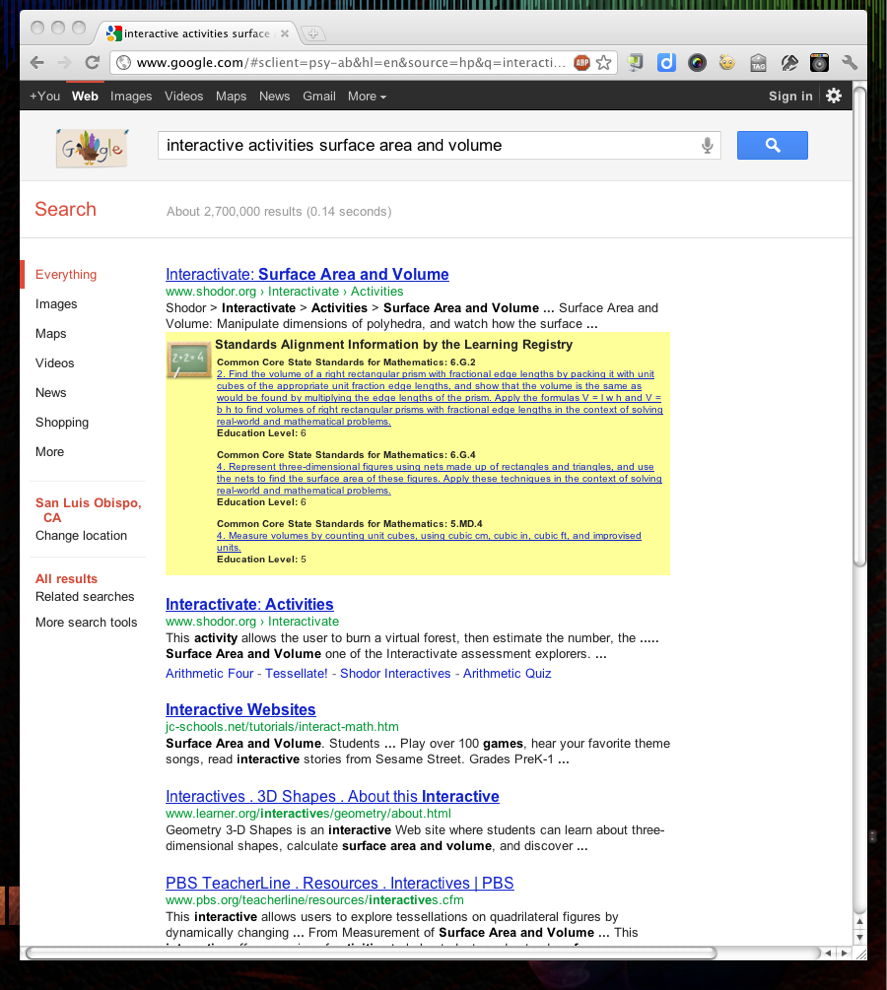 interactive activities surface
www.google.com/#sclient=psy-ab&hl=en&source=hp&q=interacti...
ABP
TAG
+You Web Images Videos Maps News Gmail More Sign in
Google
interactive activities surface area and volume
Search
About 2,700,000 results (0.14 seconds)
Everything
Images
Maps
Videos
News
Shopping
More
San Luis Obispo,
CA
Change location
All results
Related searches
More search tools
Interactivate: Surface Area and Volume
www.shodor.org › Interactivate › Activities
Shodor > Interactivate > Activities > Surface Area and Volume ... Surface Area and
Volume: Manipulate dimensions of polyhedra, and watch how the surface ...
2+2=4
Standards Alignment Information by the Learning Registry
Common Core State Standards for Mathematics: 6.G.2
2. Find the volume of a right rectangular prism with fractional edge lengths by packing it with unit
cubes of the appropriate unit fraction edge lengths, and show that the volume is the same as
would be found by multiplying the edge lengths of the prism. Apply the formulas V = l w h and V =
b h to find volumes of right rectangular prisms with fractional edge lengths in the context of solving
real-world and mathematical problems.
Education Level: 6
Common Core State Standards for Mathematics: 6.G.4
4. Represent three-dimensional figures using nets made up of rectangles and triangles, and use
the nets to find the surface area of these figures. Apply these techniques in the context of solving
real-world and mathematical problems.
Education Level: 6
Common Core State Standards for Mathematics: 5.MD.4
4. Measure volumes by counting unit cubes, using cubic cm, cubic in, cubic ft, and improvised
units.
Education Level: 5
Interactivate: Activities
www.shodor.org › Interactivate
This activity allows the user to burn a virtual forest, then estimate the number, the .....
Surface Area and Volume one of the Interactivate assessment explorers. ...
Arithmetic Four - Tessellate! - Shodor Interactives - Arithmetic Quiz
Interactive Websites
jc-schools.net/tutorials/interact-math.htm
Surface Area and Volume. Students ... Play over 100 games, hear your favorite theme
songs, read interactive stories from Sesame Street. Grades PreK-1 ...
Interactives . 3D Shapes . About this Interactive
www.learner.org/interactives/geometry/about.html
Geometry 3-D Shapes is an interactive Web site where students can learn about three-
dimensional shapes, calculate surface area and volume, and discover ...
PBS TeacherLine . Resources . Interactives | PBS
www.pbs.org/teacherline/resources/interactives.cfm
This interactive allows users to explore tessellations on quadrilateral figures by
dynamically changing ... From Measurement of Surface Area and Volume ... This